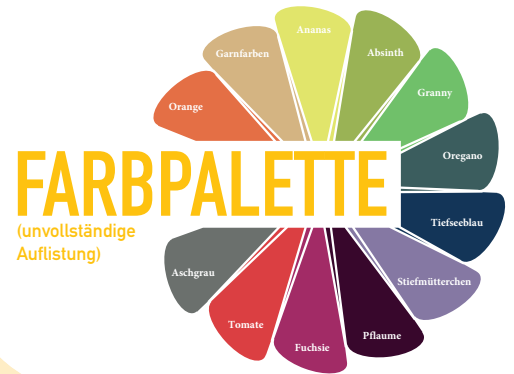 Ananas
Garnfarben
Absinth
Granny
Orange
Oregano
FARBPALETTE
(unvollständige
Auflistung)
Tiefseeblau
Aschgrau
Stiefmütterchen
Tomate
Pflaume
Fuchsie